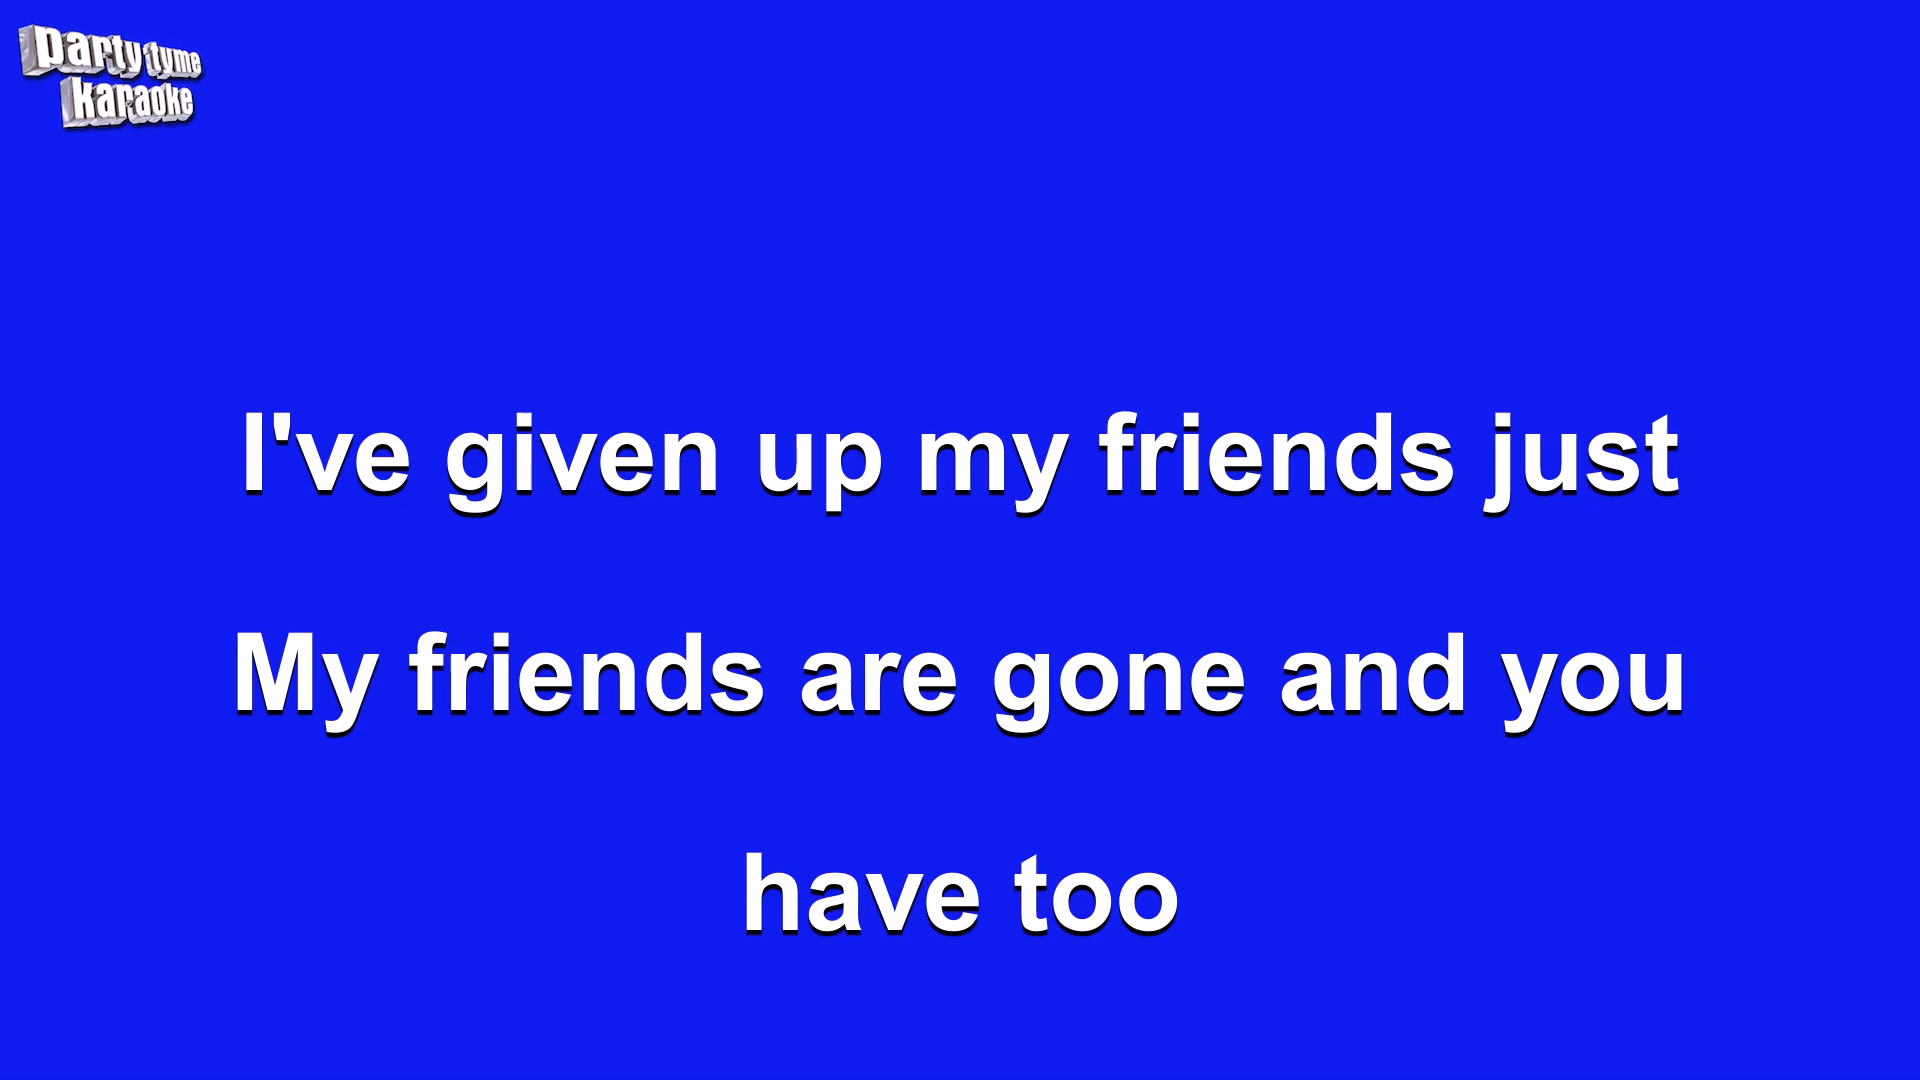 party tyme
karaoke
I've given up my friends just
My friends are gone and you
have too